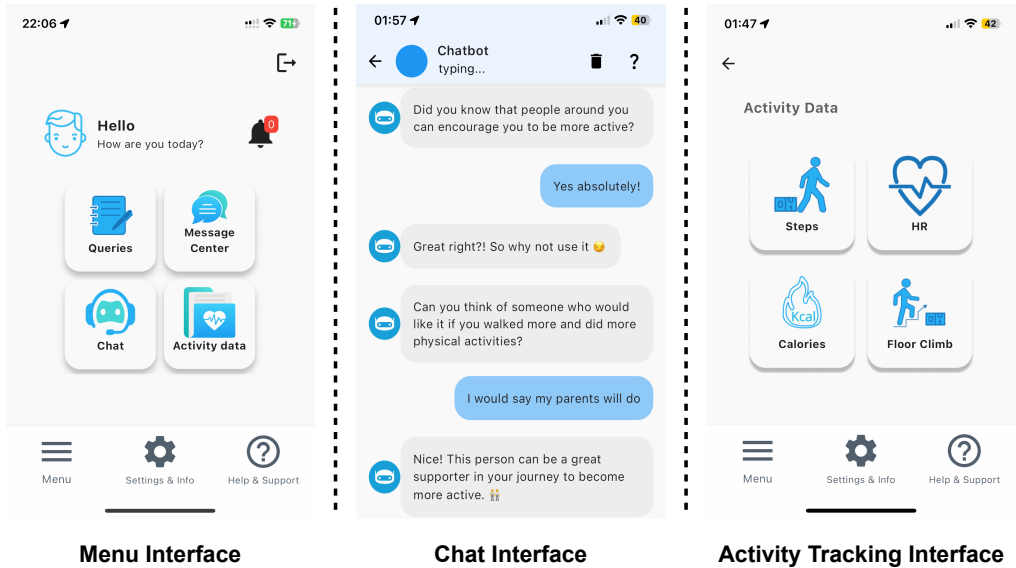 22:06
71
Hello
How are you today?
0
Queries
Message
Center
Chat
Activity data
Menu
Settings & Info
Help & Support
Menu Interface
01:57
40
Chatbot
typing...
?
Did you know that people around you
can encourage you to be more active?
Yes absolutely!
Great right?! So why not use it 😏
Can you think of someone who would
like it if you walked more and did more
physical activities?
I would say my parents will do
Nice! This person can be a great
supporter in your journey to become
more active. 👬
Chat Interface
01:47
42
Activity Data
Steps
HR
Kcal
Calories
Floor Climb
Menu
Settings & Info
Help & Support
Activity Tracking Interface